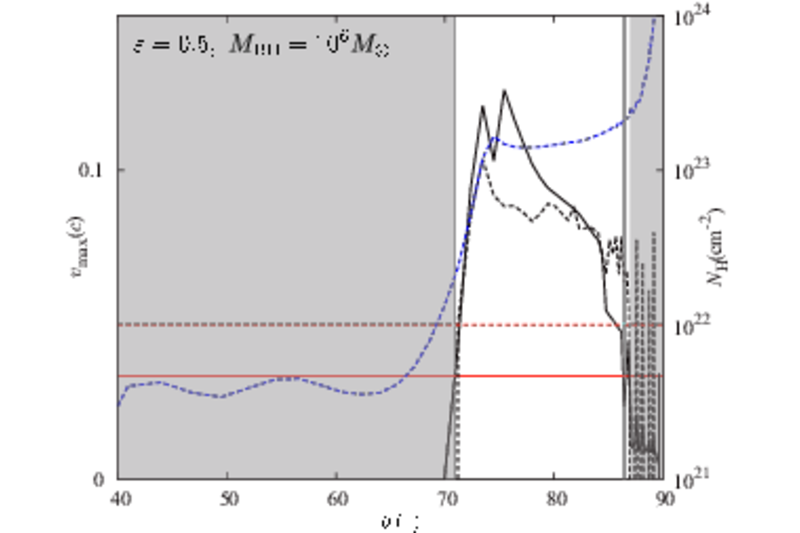 ε = 0.5, M_BH = 10^6 M_⊙
10^24
0.1
10^23
v_max(c)
N_H(cm^-2)
10^22
0
10^21
40 50 60 70 80 90